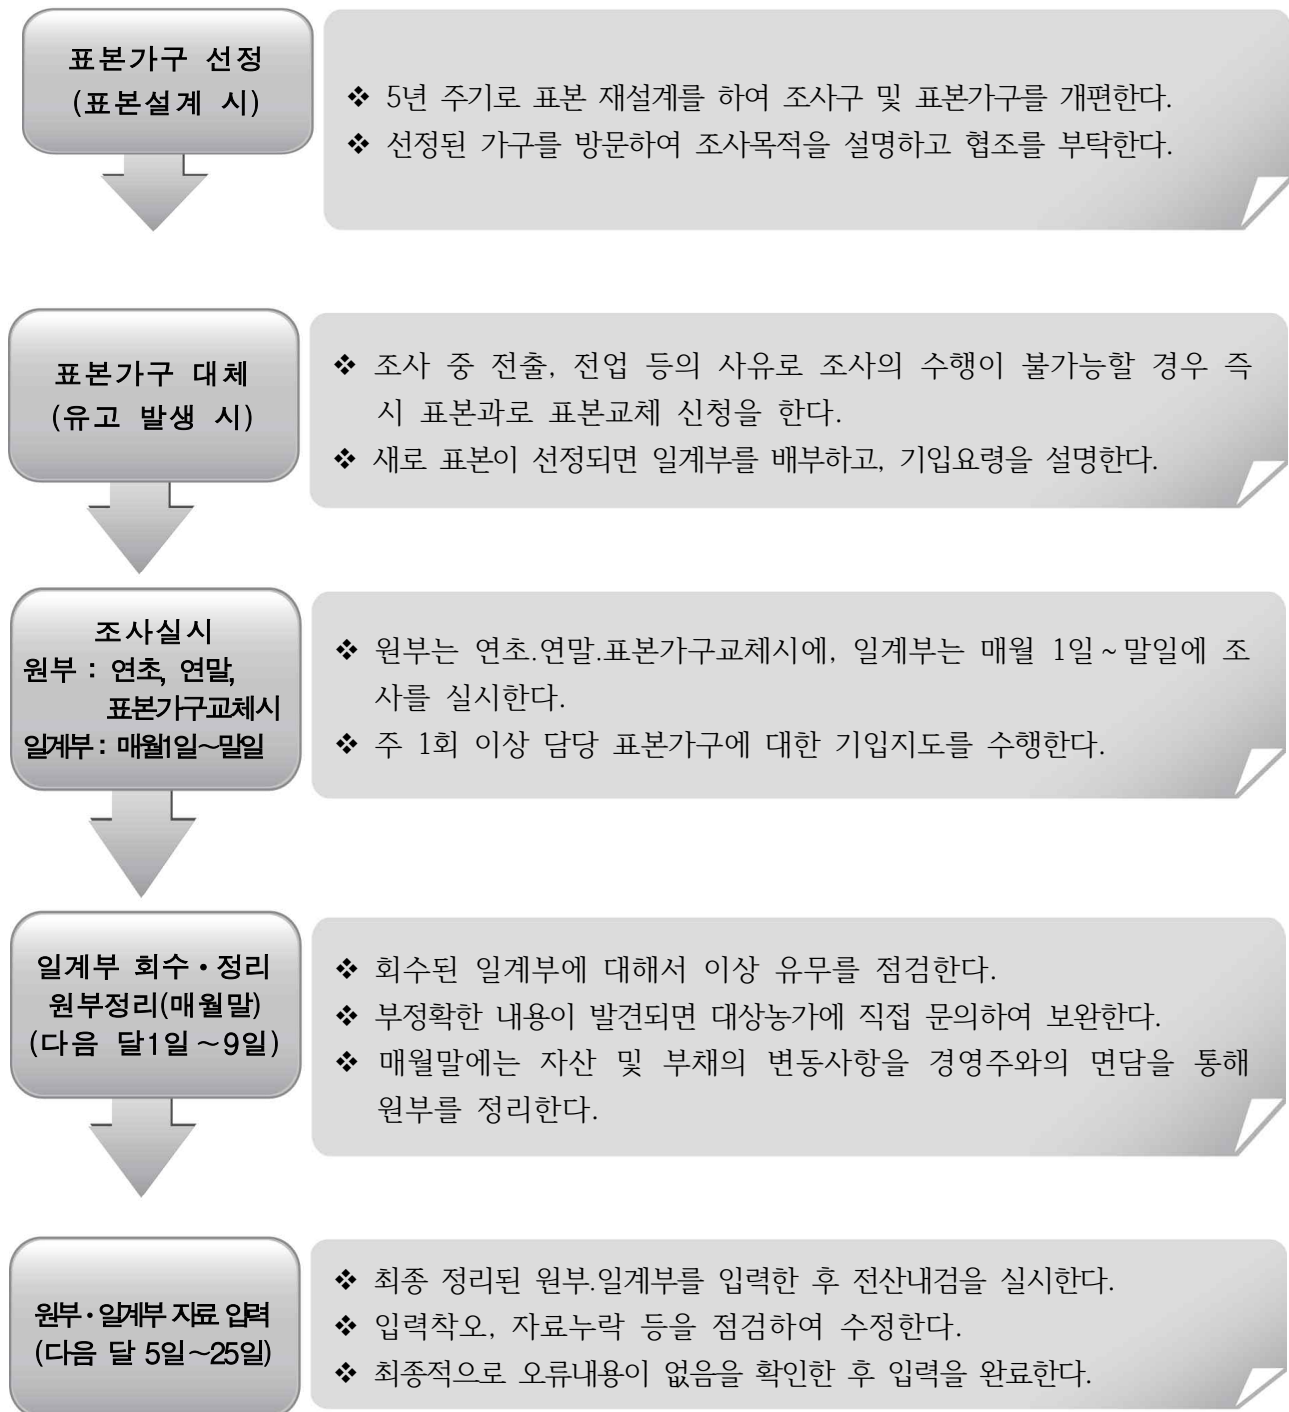 표본가구 선정
(표본설계 시)
❖ 5년 주기로 표본 재설계를 하여 조사구 및 표본가구를 개편한다.
❖ 선정된 가구를 방문하여 조사목적을 설명하고 협조를 부탁한다.
표본가구 대체
(유고 발생 시)
❖ 조사 중 전출, 전업 등의 사유로 조사의 수행이 불가능할 경우 즉
시 표본과로 표본교체 신청을 한다.
❖ 새로 표본이 선정되면 일계부를 배부하고, 기입요령을 설명한다.
조사실시
원부 : 연초, 연말,
표본가구교체시
일계부 : 매월1일~말일
❖ 원부는 연초.연말.표본가구교체시에, 일계부는 매월 1일~말일에 조
사를 실시한다.
❖ 주 1회 이상 담당 표본가구에 대한 기입지도를 수행한다.
일계부 회수·정리
원부정리(매월말)
(다음 달1일~9일)
❖ 회수된 일계부에 대해서 이상 유무를 점검한다.
❖ 부정확한 내용이 발견되면 대상농가에 직접 문의하여 보완한다.
❖ 매월말에는 자산 및 부채의 변동사항을 경영주와의 면담을 통해
원부를 정리한다.
원부·일계부 자료 입력
(다음 달 5일~25일)
❖ 최종 정리된 원부.일계부를 입력한 후 전산내검을 실시한다.
❖ 입력착오, 자료누락 등을 점검하여 수정한다.
❖ 최종적으로 오류내용이 없음을 확인한 후 입력을 완료한다.